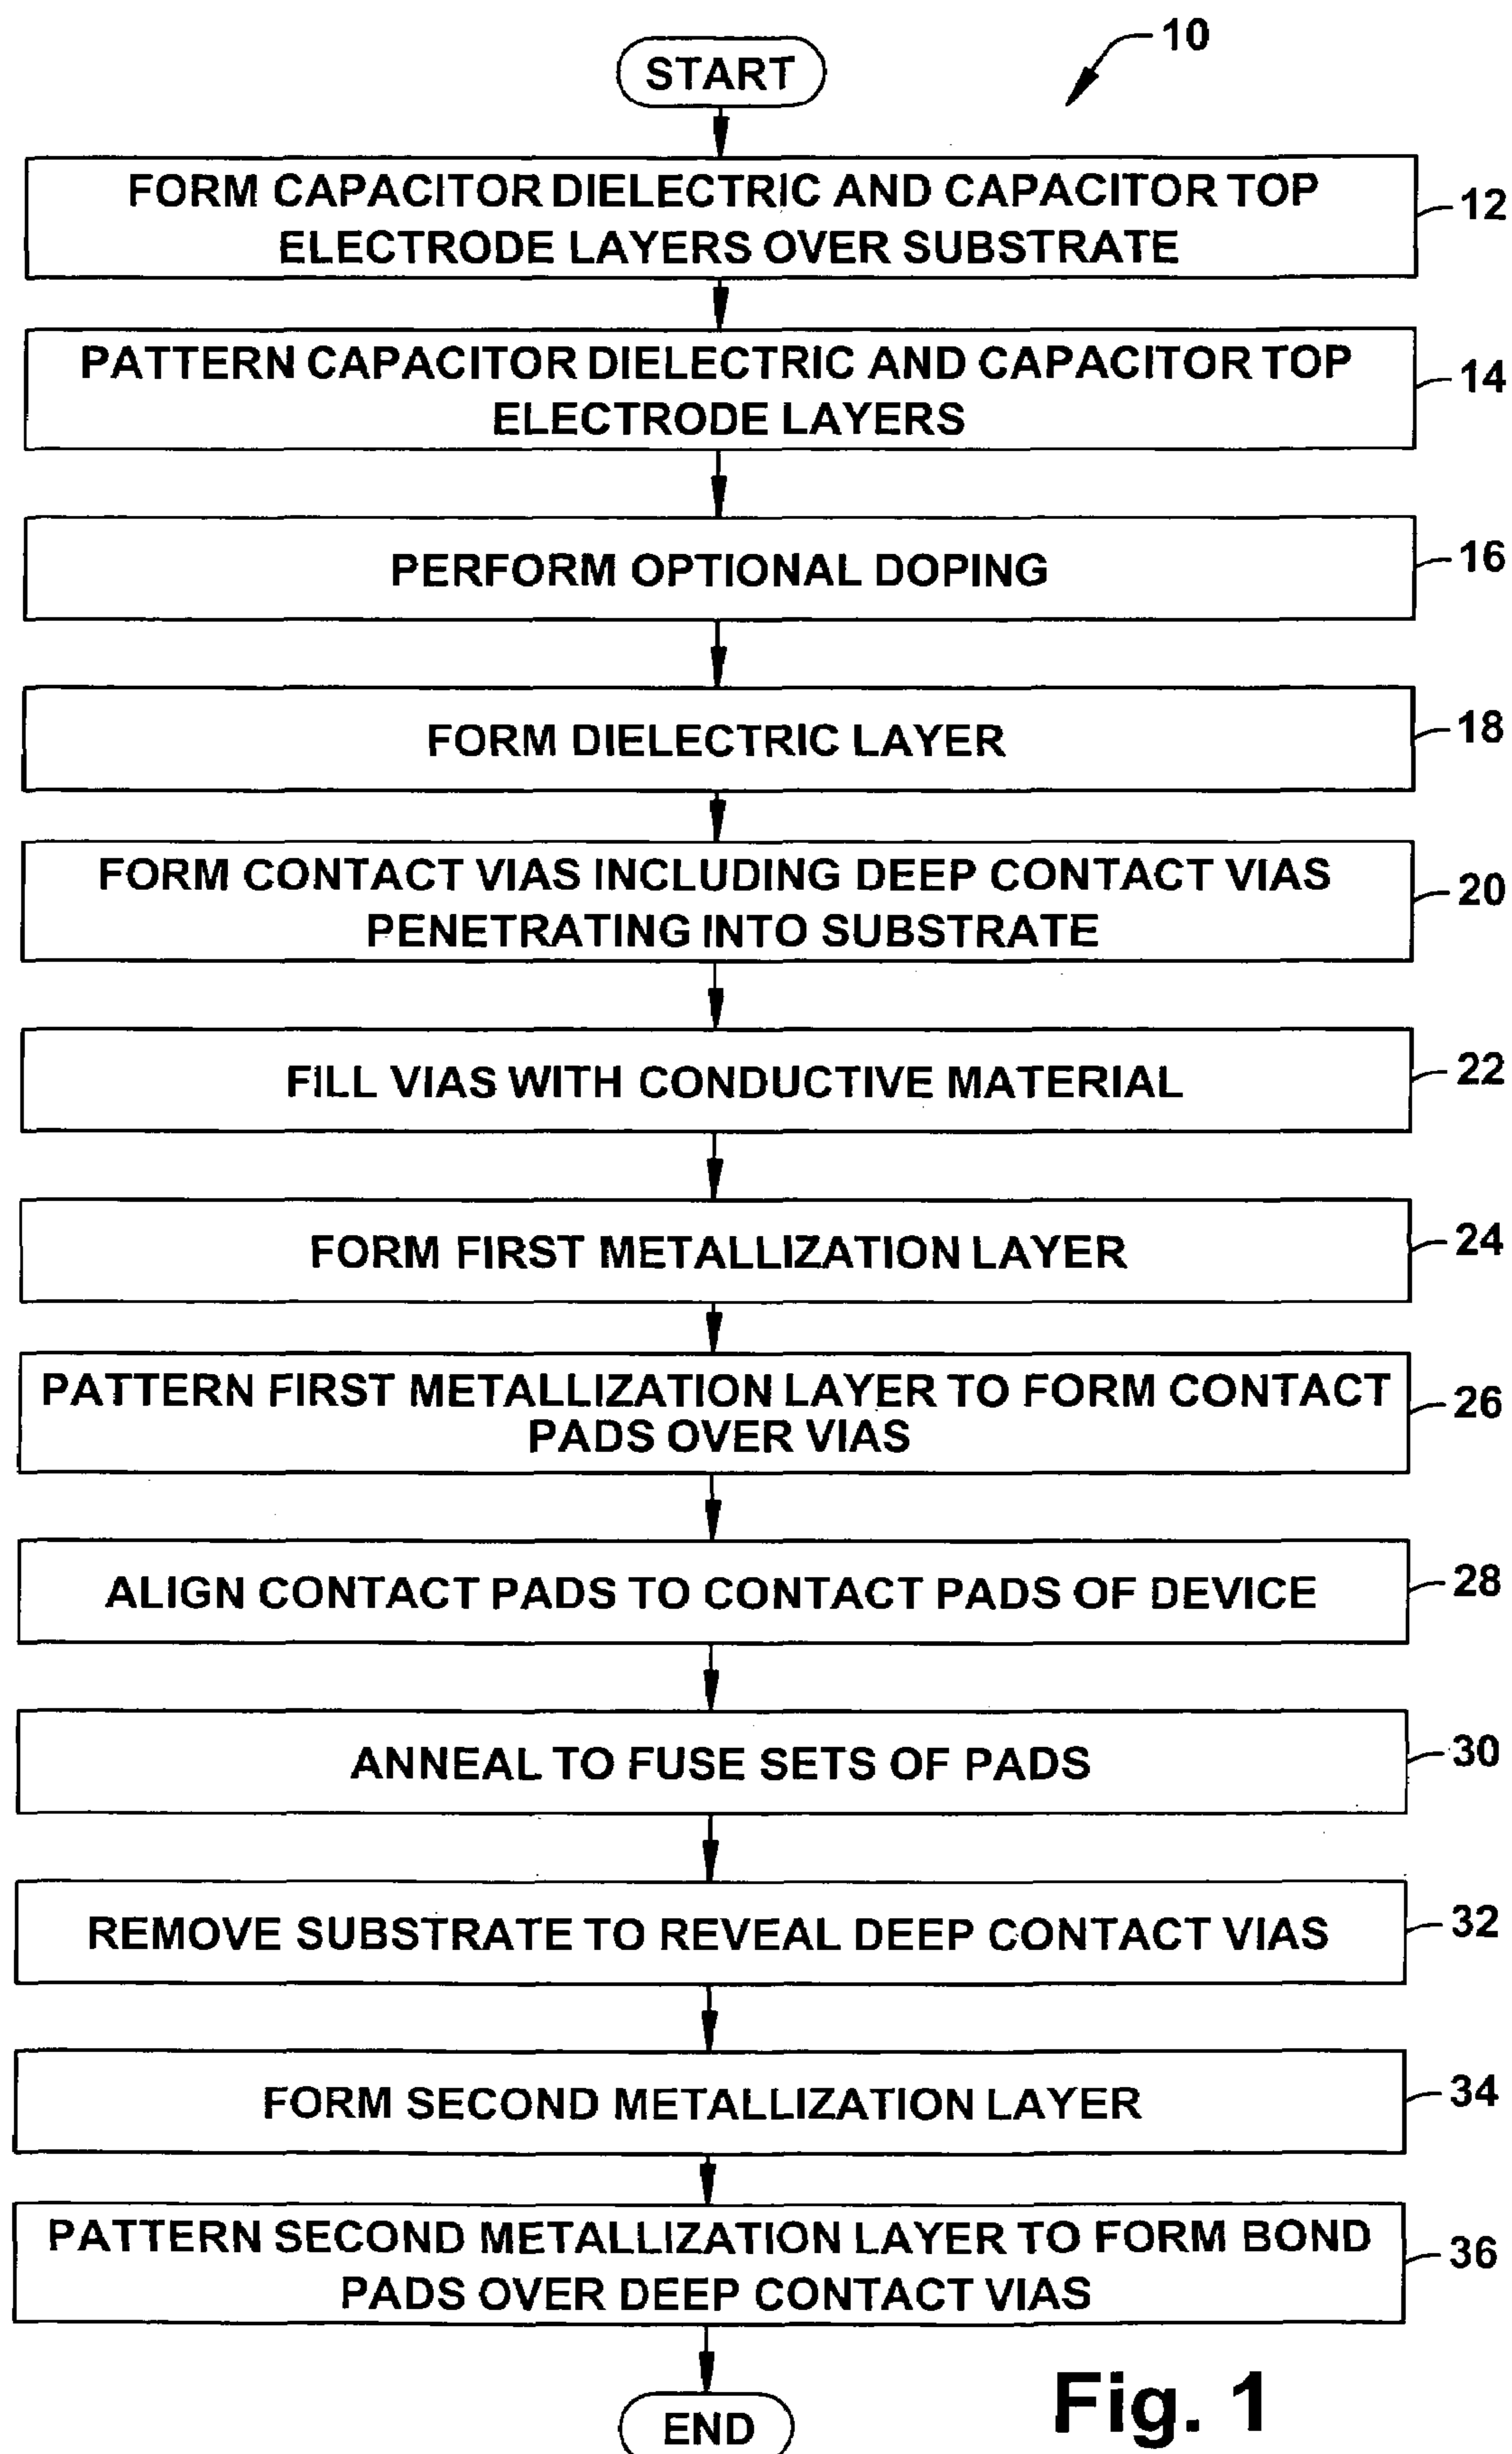 10
START
FORM CAPACITOR DIELECTRIC AND CAPACITOR TOP
ELECTRODE LAYERS OVER SUBSTRATE
12
PATTERN CAPACITOR DIELECTRIC AND CAPACITOR TOP
ELECTRODE LAYERS
14
PERFORM OPTIONAL DOPING
16
FORM DIELECTRIC LAYER
18
FORM CONTACT VIAS INCLUDING DEEP CONTACT VIAS
PENETRATING INTO SUBSTRATE
20
FILL VIAS WITH CONDUCTIVE MATERIAL
22
FORM FIRST METALLIZATION LAYER
24
PATTERN FIRST METALLIZATION LAYER TO FORM CONTACT
PADS OVER VIAS
26
ALIGN CONTACT PADS TO CONTACT PADS OF DEVICE
28
ANNEAL TO FUSE SETS OF PADS
30
REMOVE SUBSTRATE TO REVEAL DEEP CONTACT VIAS
32
FORM SECOND METALLIZATION LAYER
34
PATTERN SECOND METALLIZATION LAYER TO FORM BOND
PADS OVER DEEP CONTACT VIAS
36
END
Fig. 1